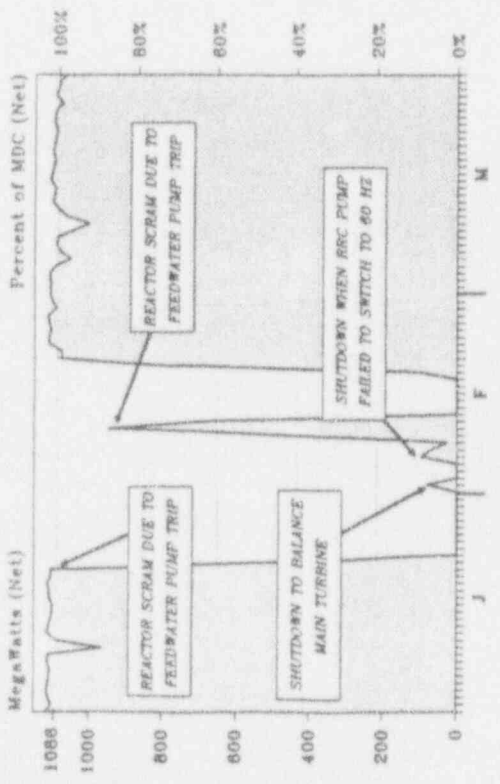 MegaWatts (Net)
Percent of MDC (Net)
1088
1000
800
600
400
200
0
100%
80%
60%
40%
20%
0%
REACTOR SCRAM DUE TO
FEEDWATER PUMP TRIP
REACTOR SCRAM DUE TO
FEEDWATER PUMP TRIP
SHUTDOWN TO BALANCE
MAIN TURBINE
SHUTDOWN WHEN RRC PUMP
FAILED TO SWITCH TO 60 HZ
J
F
M